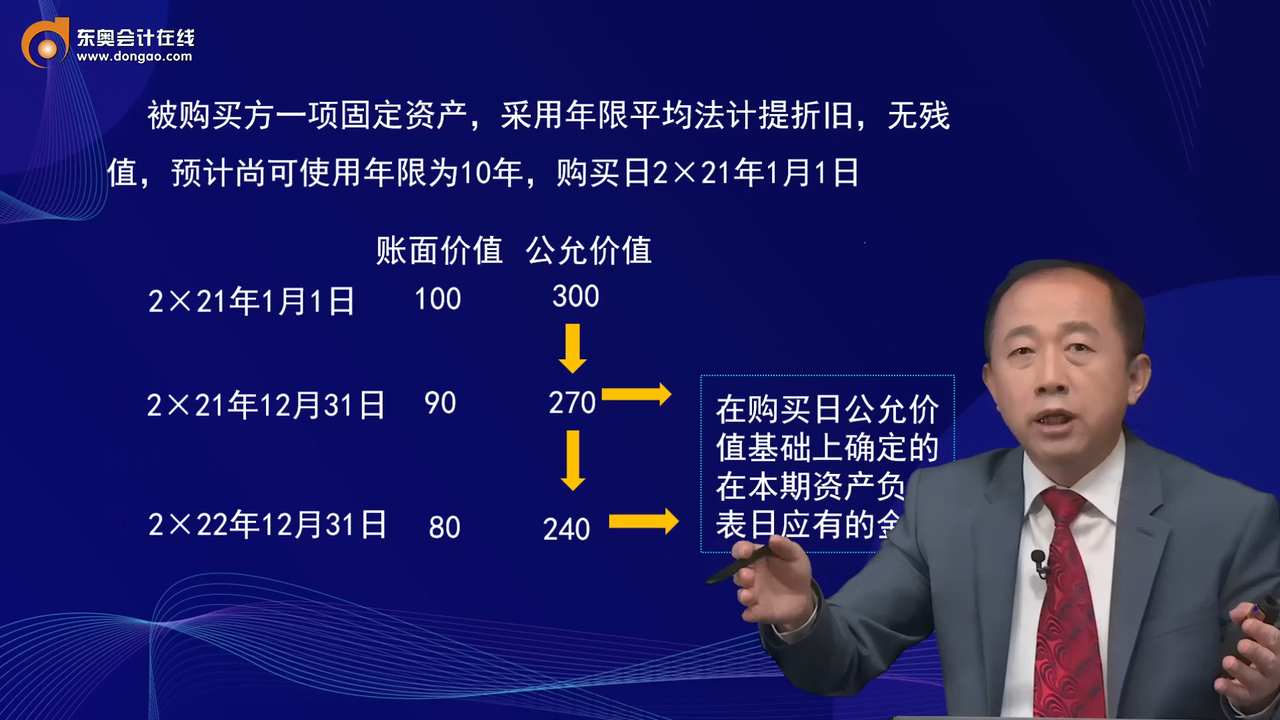 东奥会计在线
www.dongao.com
被购买方一项固定资产，采用年限平均法计提折旧，无残
值，预计尚可使用年限为10年，购买日2×21年1月1日
账面价值 公允价值
2×21年1月1日 100 300
2×21年12月31日 90 270
在购买日公允价
值基础上确定的
在本期资产负
表日应有的金
2×22年12月31日 80 240